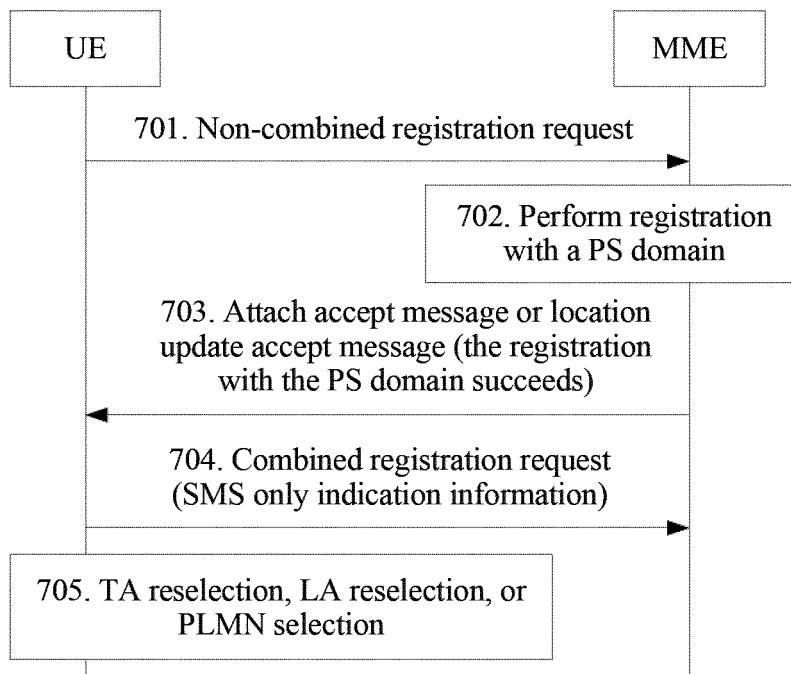 UE
MME
701. Non-combined registration request
702. Perform registration
with a PS domain
703. Attach accept message or location
update accept message (the registration
with the PS domain succeeds)
704. Combined registration request
(SMS only indication information)
705. TA reselection, LA reselection, or
PLMN selection